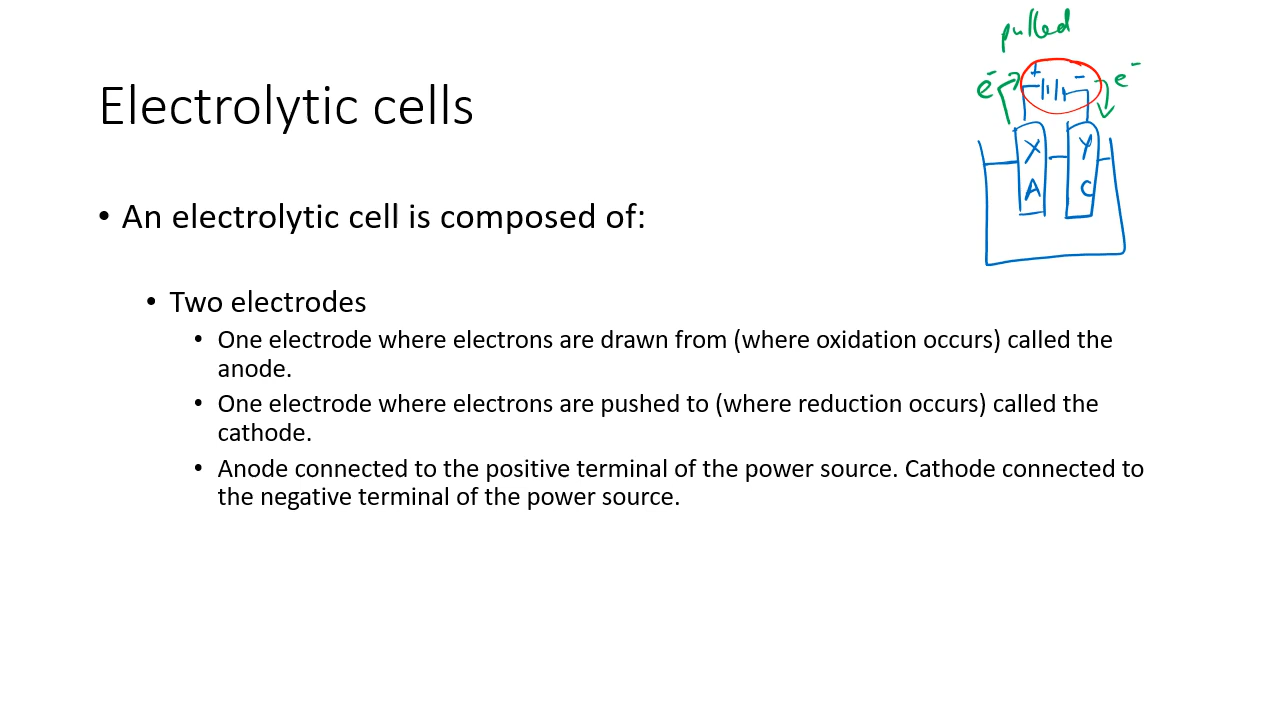 pulled
e⁻ + - e⁻
X Y
A C
Electrolytic cells
• An electrolytic cell is composed of:
• Two electrodes
• One electrode where electrons are drawn from (where oxidation occurs) called the
anode.
• One electrode where electrons are pushed to (where reduction occurs) called the
cathode.
• Anode connected to the positive terminal of the power source. Cathode connected to
the negative terminal of the power source.